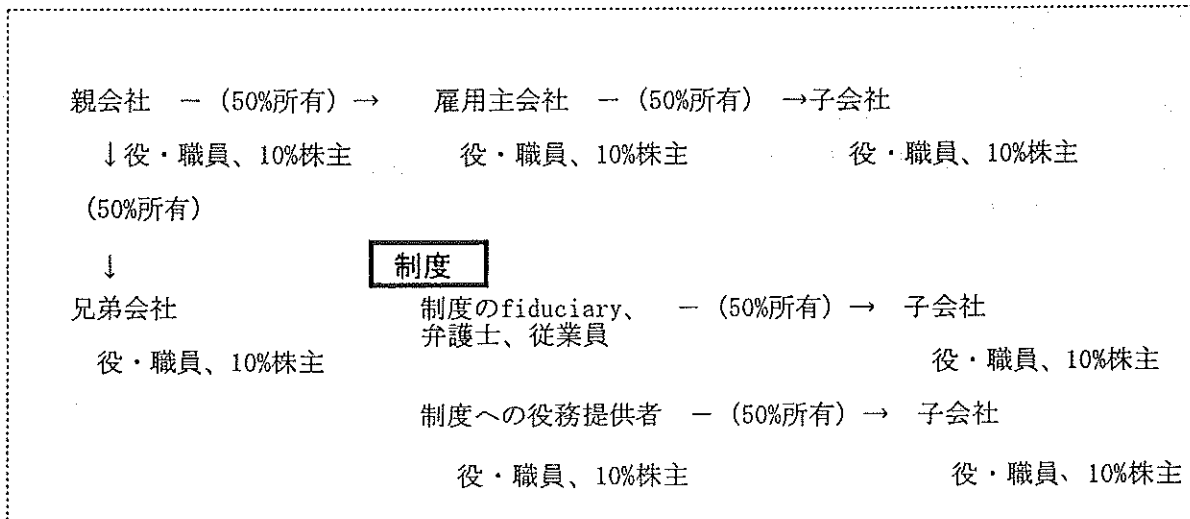 親会社 － (50%所有) → 雇用主会社 － (50%所有) →子会社
↓役・職員、10%株主 役・職員、10%株主 役・職員、10%株主
(50%所有)
↓ 制度
兄弟会社 制度のfiduciary、 － (50%所有) → 子会社
弁護士、従業員
役・職員、10%株主 役・職員、10%株主
制度への役務提供者 － (50%所有) → 子会社
役・職員、10%株主 役・職員、10%株主